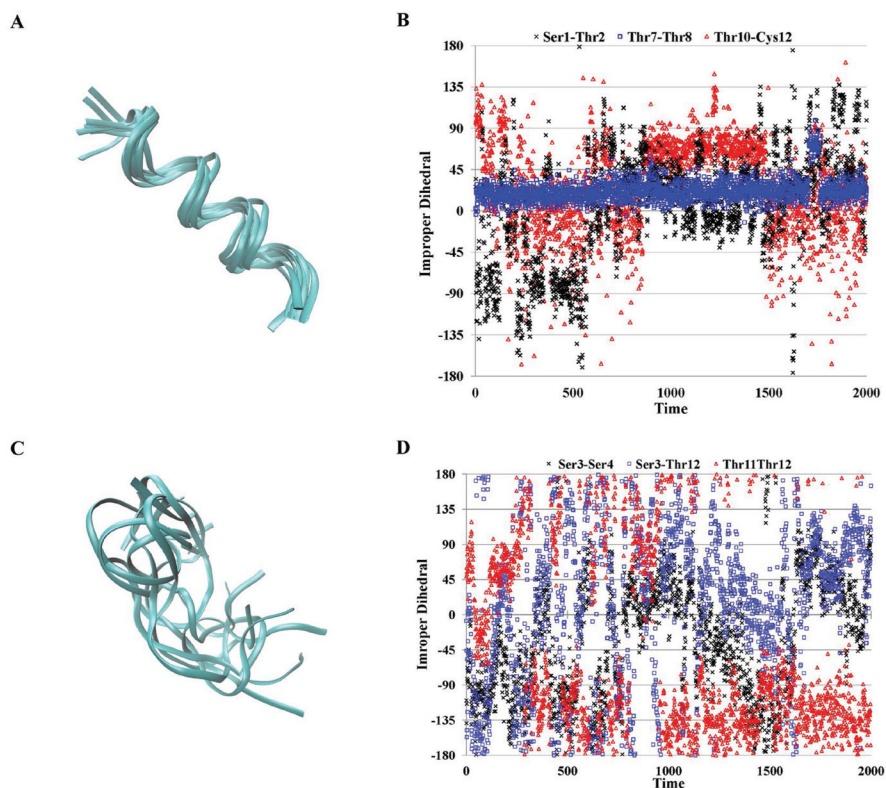 A
B
Ser1-Thr2 Thr7-Thr8 Thr10-Cys12
180
135
90
45
0
-45
-90
-135
-180
Improper Dihedral
0 500 1000 1500 2000
Time
C
D
Ser3-Ser4 Ser3-Thr12 Thr11Thr12
180
135
90
45
0
-45
-90
-135
-180
Imroper Dihedral
0 500 1000 1500 2000
Time